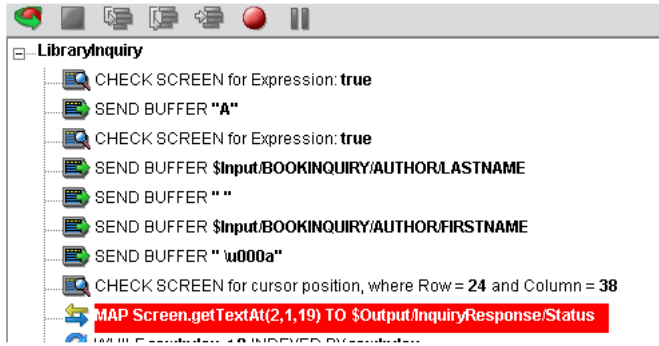 LibraryInquiry
CHECK SCREEN for Expression: true
SEND BUFFER "A"
CHECK SCREEN for Expression: true
SEND BUFFER $Input/BOOKINQUIRY/AUTHOR/LASTNAME
SEND BUFFER " "
SEND BUFFER $Input/BOOKINQUIRY/AUTHOR/FIRSTNAME
SEND BUFFER " \u000a"
CHECK SCREEN for cursor position, where Row = 24 and Column = 38
MAP Screen.getTextAt(2,1,19) TO $Output/InquiryResponse/Status